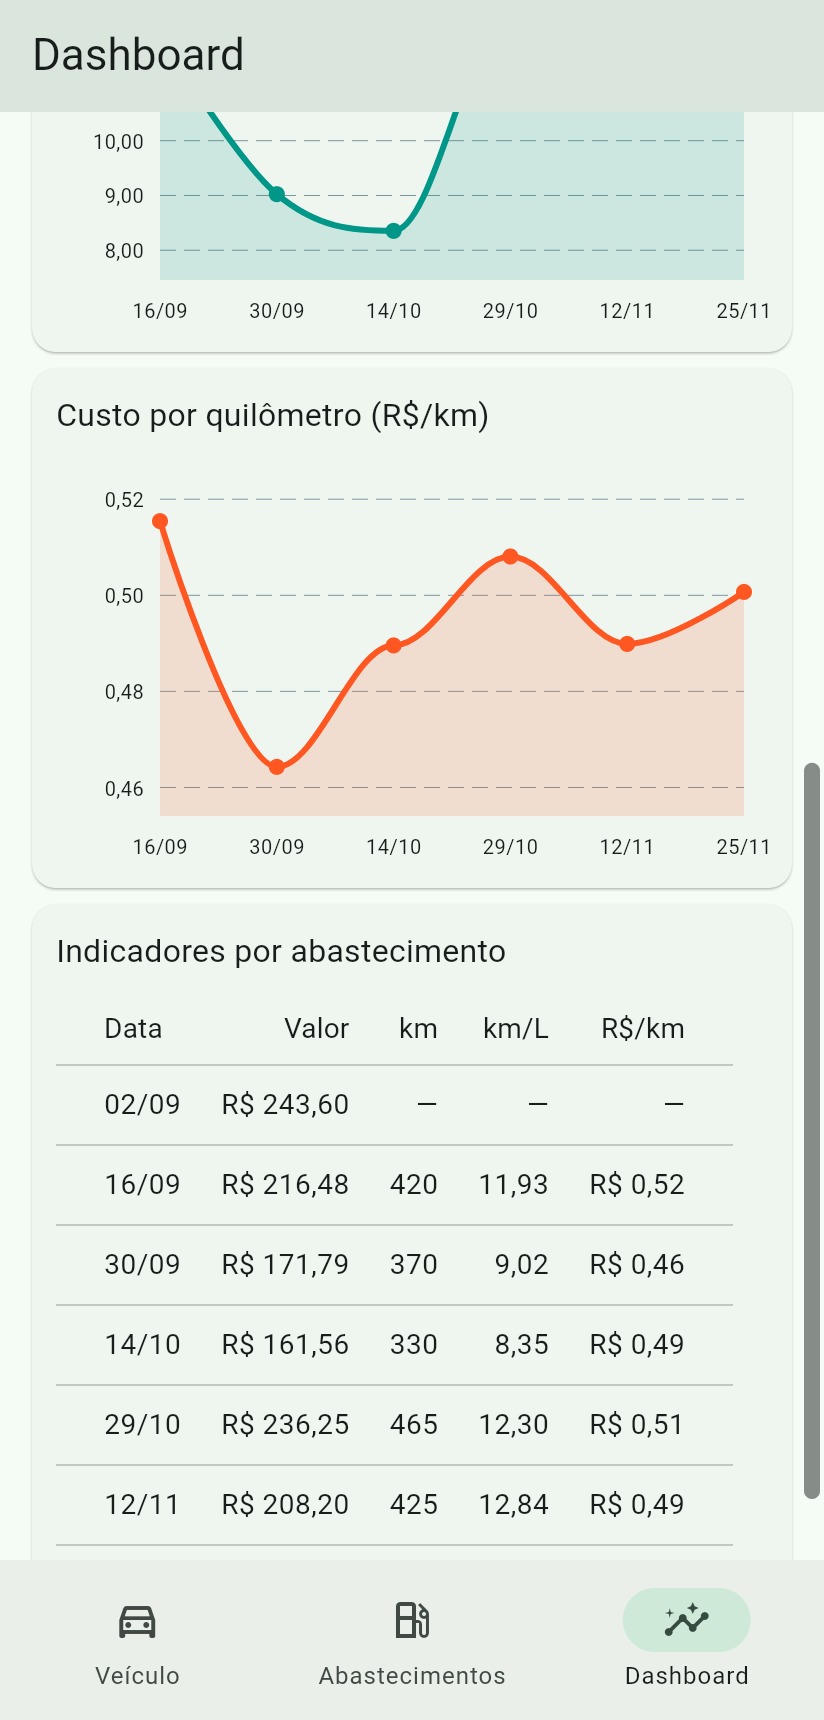 Dashboard
10,00
9,00
8,00
16/09 30/09 14/10 29/10 12/11 25/11
Custo por quilômetro (R$/km)
0,52
0,50
0,48
0,46
16/09 30/09 14/10 29/10 12/11 25/11
Indicadores por abastecimento
Data Valor km km/L R$/km
02/09 R$ 243,60 — — —
16/09 R$ 216,48 420 11,93 R$ 0,52
30/09 R$ 171,79 370 9,02 R$ 0,46
14/10 R$ 161,56 330 8,35 R$ 0,49
29/10 R$ 236,25 465 12,30 R$ 0,51
12/11 R$ 208,20 425 12,84 R$ 0,49
Veículo Abastecimentos Dashboard